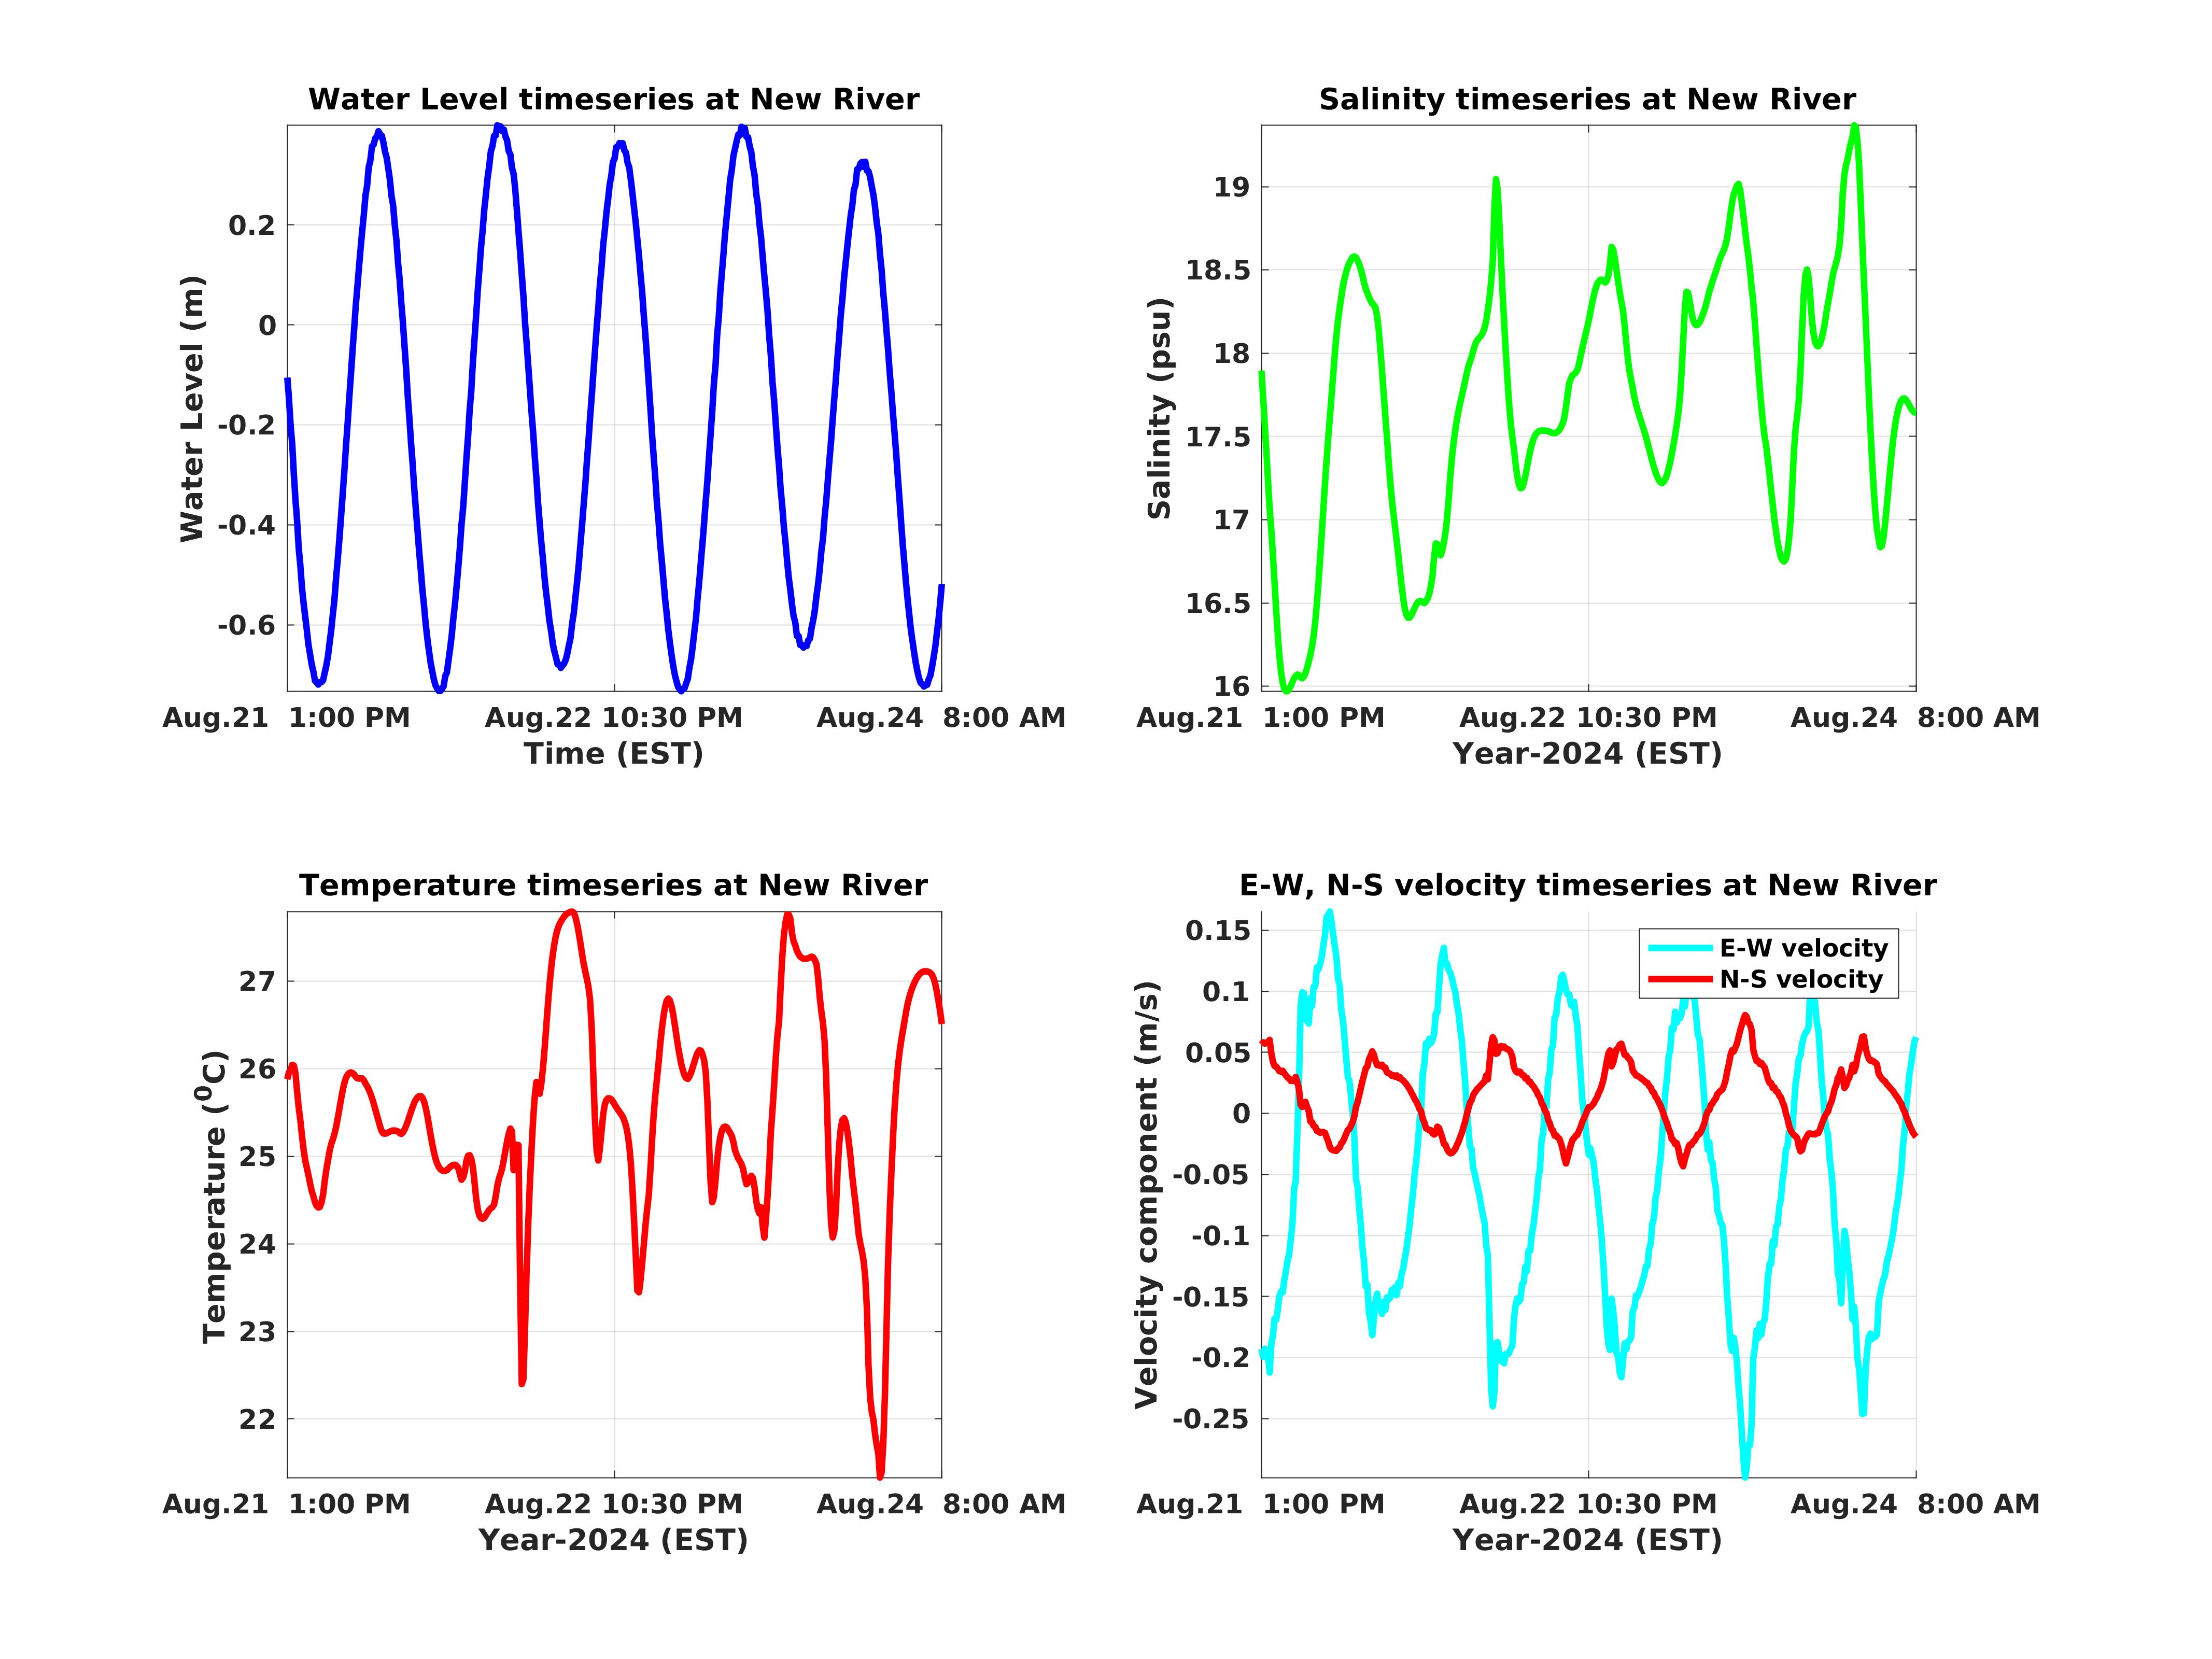 Water Level timeseries at New River
Water Level (m)
0.2
0
-0.2
-0.4
-0.6
Aug.21 1:00 PM Aug.22 10:30 PM Aug.24 8:00 AM
Time (EST)
Salinity timeseries at New River
Salinity (psu)
19
18.5
18
17.5
17
16.5
16
Aug.21 1:00 PM Aug.22 10:30 PM Aug.24 8:00 AM
Year-2024 (EST)
Temperature timeseries at New River
Temperature (⁰C)
27
26
25
24
23
22
Aug.21 1:00 PM Aug.22 10:30 PM Aug.24 8:00 AM
Year-2024 (EST)
E-W, N-S velocity timeseries at New River
Velocity component (m/s)
0.15
0.1
0.05
0
-0.05
-0.1
-0.15
-0.2
-0.25
E-W velocity
N-S velocity
Aug.21 1:00 PM Aug.22 10:30 PM Aug.24 8:00 AM
Year-2024 (EST)